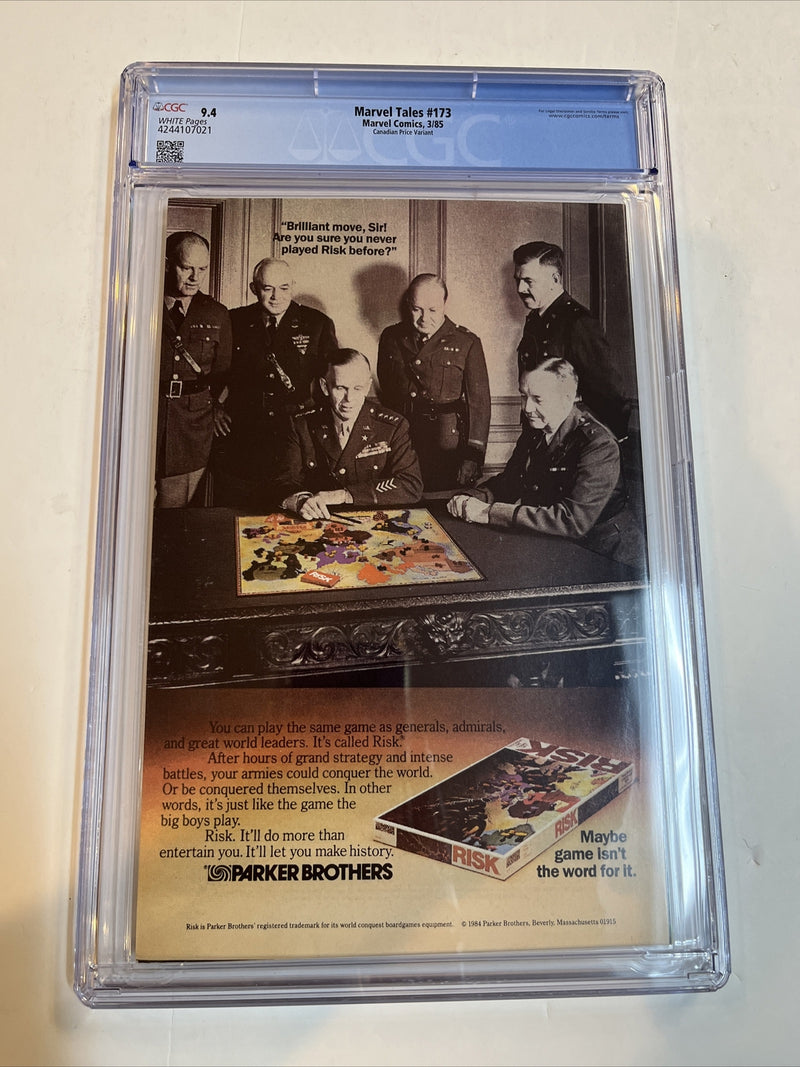 CGC 9.4
WHITE Pages
4244107021
Marvel Tales #173
Marvel Comics, 3/85
Canadian Price Variant
www.cgccomics.com/terms
CGC
"Brilliant move, Sir!
Are you sure you never
played Risk before?"
RISK
You can play the same game as generals, admirals,
and great world leaders. It's called Risk.®
After hours of grand strategy and intense
battles, your armies could conquer the world.
Or be conquered themselves. In other
words, it's just like the game the
big boys play.
Risk. It'll do more than
entertain you. It'll let you make history.
PARKER BROTHERS
RISK
RISK
RISK
Maybe
game isn't
the word for it.
Risk is Parker Brothers' registered trademark for its world conquest boardgames equipment. © 1984 Parker Brothers, Beverly, Massachusetts 01915